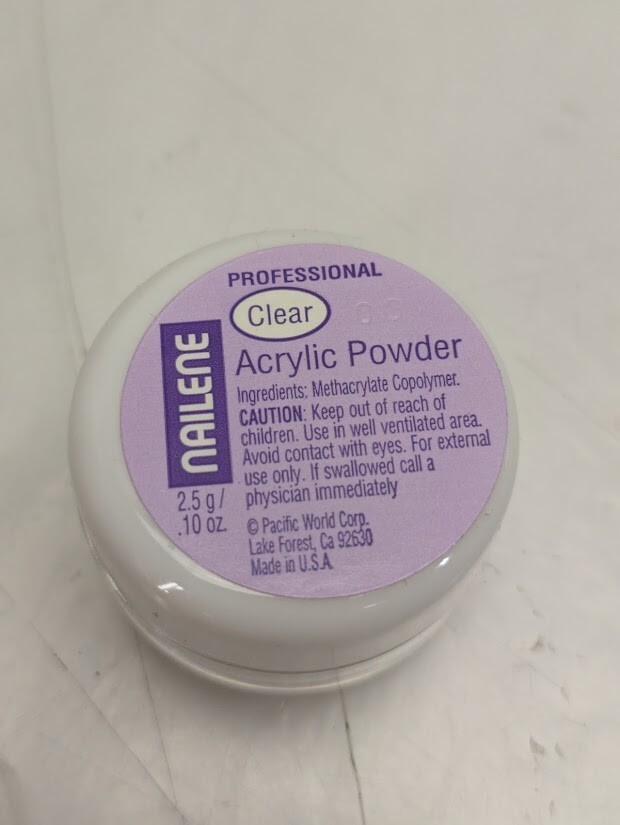 PROFESSIONAL
Clear
NAILENE
Acrylic Powder
Ingredients: Methacrylate Copolymer.
CAUTION: Keep out of reach of
children. Use in well ventilated area.
Avoid contact with eyes. For external
use only. If swallowed call a
physician immediately
2.5 g /
.10 oz.
© Pacific World Corp.
Lake Forest, Ca 92630
Made in U.S.A.